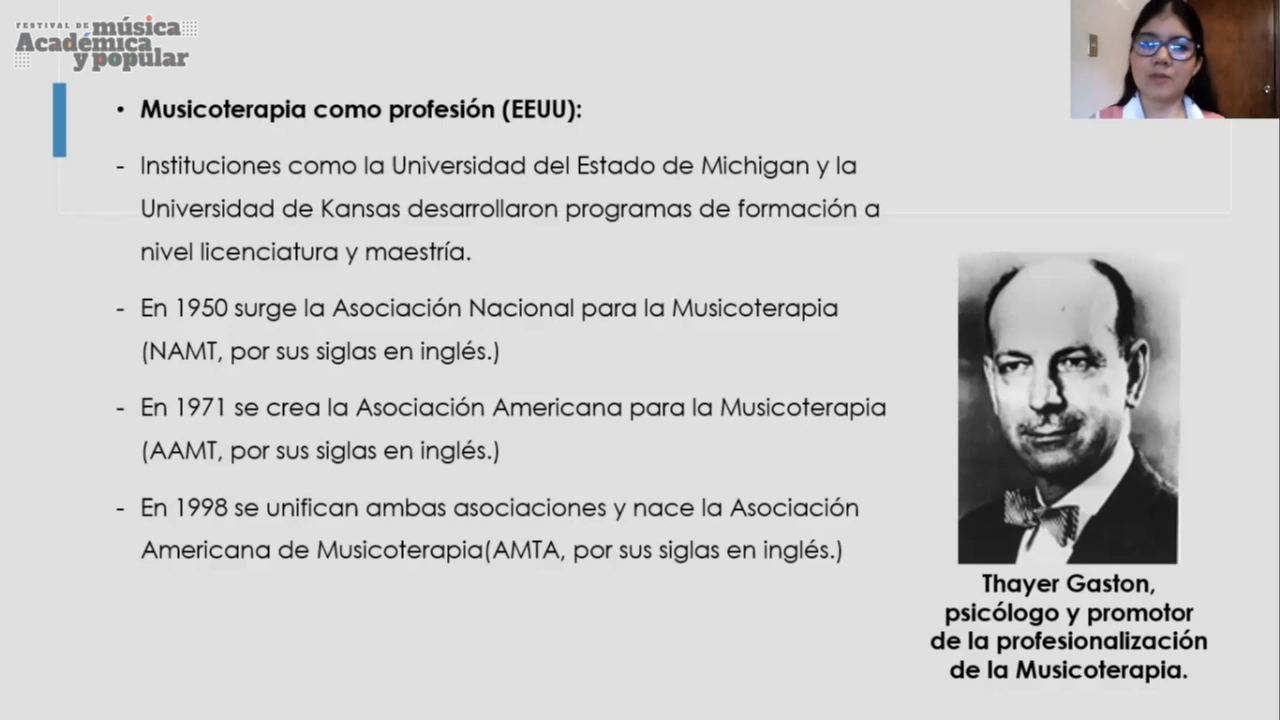 FESTIVAL DE música
Académica
y popular
• Musicoterapia como profesión (EEUU):
- Instituciones como la Universidad del Estado de Michigan y la
Universidad de Kansas desarrollaron programas de formación a
nivel licenciatura y maestría.
- En 1950 surge la Asociación Nacional para la Musicoterapia
(NAMT, por sus siglas en inglés.)
- En 1971 se crea la Asociación Americana para la Musicoterapia
(AAMT, por sus siglas en inglés.)
- En 1998 se unifican ambas asociaciones y nace la Asociación
Americana de Musicoterapia(AMTA, por sus siglas en inglés.)
Thayer Gaston,
psicólogo y promotor
de la profesionalización
de la Musicoterapia.